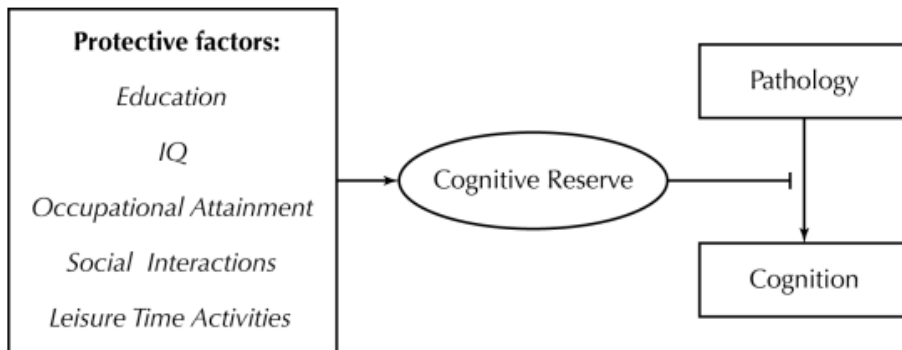 Protective factors:
Education
IQ
Occupational Attainment
Social Interactions
Leisure Time Activities
Cognitive Reserve
Pathology
Cognition